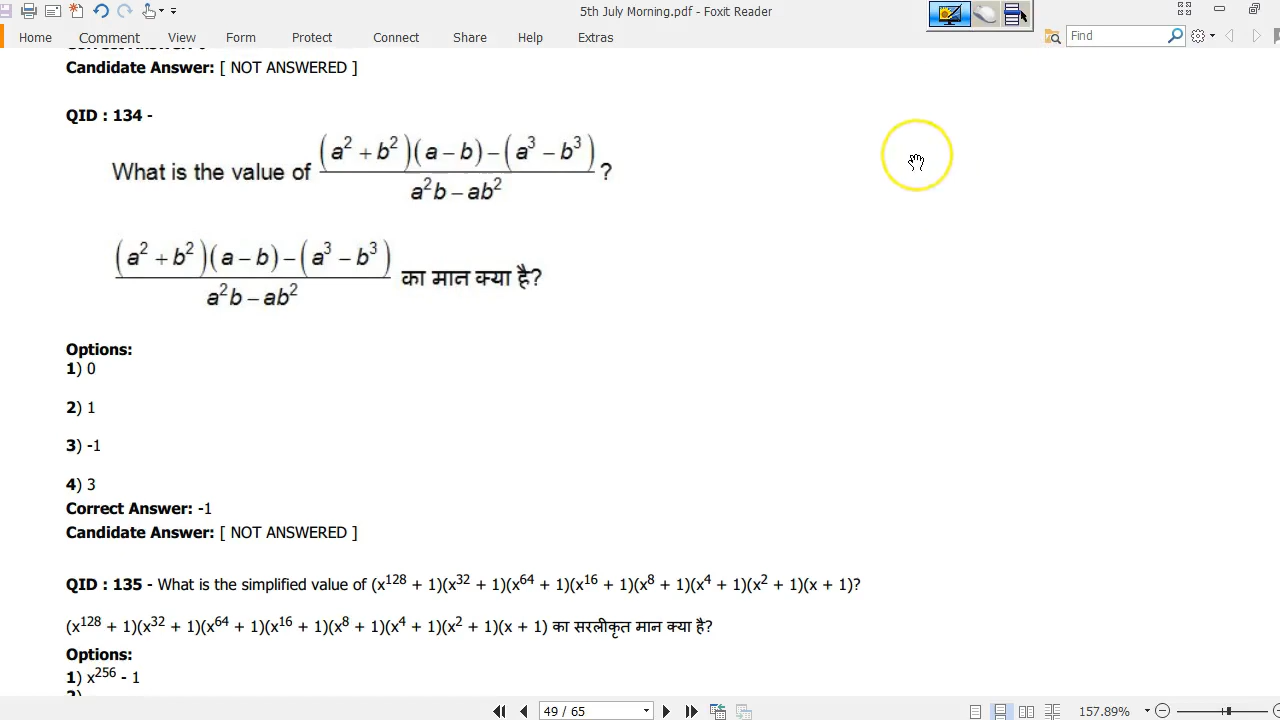 5th July Morning.pdf - Foxit Reader
Home Comment View Form Protect Connect Share Help Extras Find
Candidate Answer: [ NOT ANSWERED ]
QID : 134 -
What is the value of \frac{(a² + b²)(a − b) − (a³ − b³)}{a²b − ab²} ?
\frac{(a² + b²)(a − b) − (a³ − b³)}{a²b − ab²} का मान क्या है?
Options:
1) 0
2) 1
3) -1
4) 3
Correct Answer: -1
Candidate Answer: [ NOT ANSWERED ]
QID : 135 - What is the simplified value of (x¹²⁸ + 1)(x³² + 1)(x⁶⁴ + 1)(x¹⁶ + 1)(x⁸ + 1)(x⁴ + 1)(x² + 1)(x + 1)?
(x¹²⁸ + 1)(x³² + 1)(x⁶⁴ + 1)(x¹⁶ + 1)(x⁸ + 1)(x⁴ + 1)(x² + 1)(x + 1) का सरलीकृत मान क्या है?
Options:
1) x²⁵⁶ - 1
49 / 65 157.89%